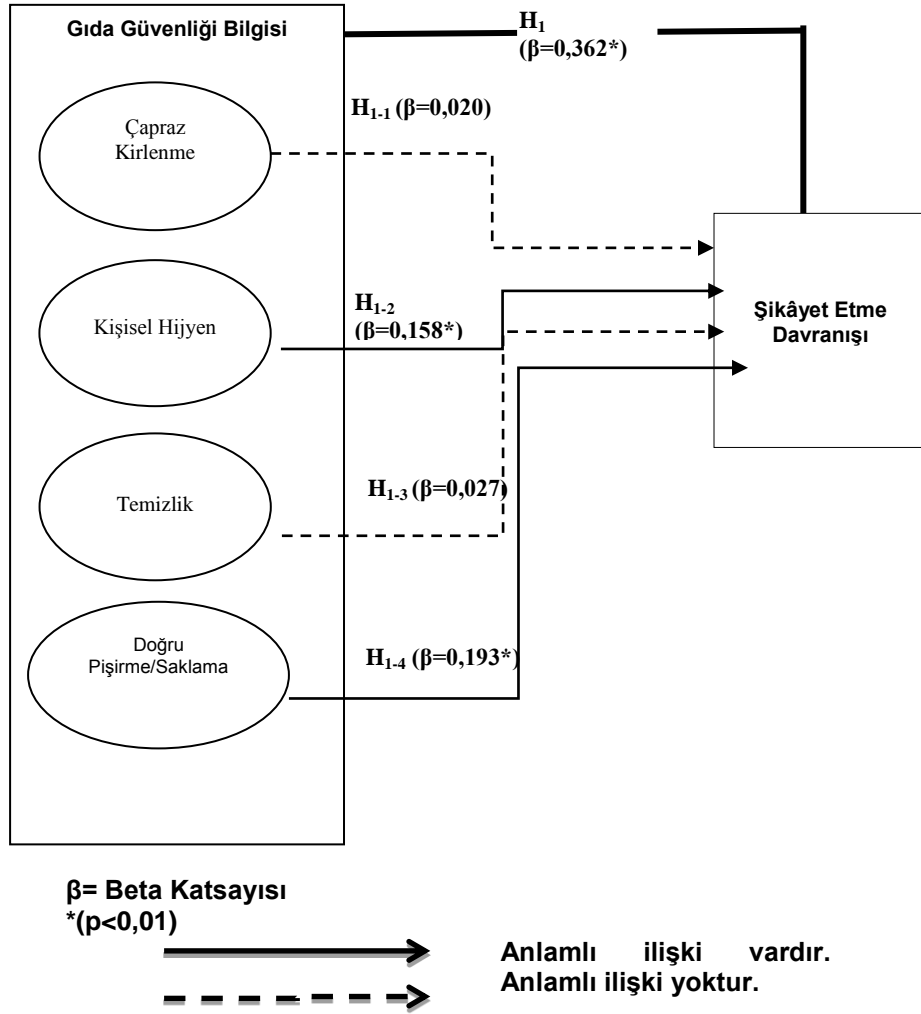 Gıda Güvenliği Bilgisi
H1
(β=0,362*)
Çapraz
Kirlenme
H1-1 (β=0,020)
Kişisel Hijyen
H1-2
(β=0,158*)
Şikâyet Etme
Davranışı
Temizlik
H1-3 (β=0,027)
Doğru
Pişirme/Saklama
H1-4 (β=0,193*)
β= Beta Katsayısı
*(p<0,01)
Anlamlı ilişki vardır.
Anlamlı ilişki yoktur.